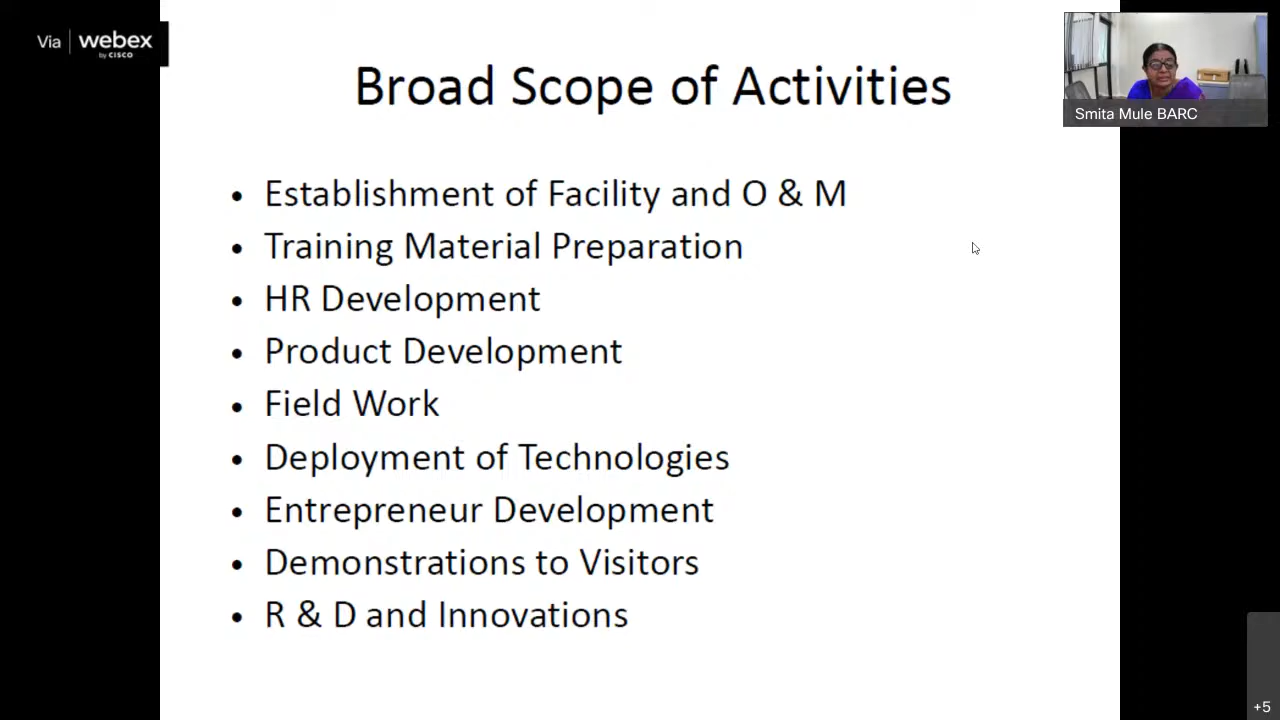 Via webex
by CISCO
Broad Scope of Activities
Smita Mule BARC
• Establishment of Facility and O & M
• Training Material Preparation
• HR Development
• Product Development
• Field Work
• Deployment of Technologies
• Entrepreneur Development
• Demonstrations to Visitors
• R & D and Innovations
+5